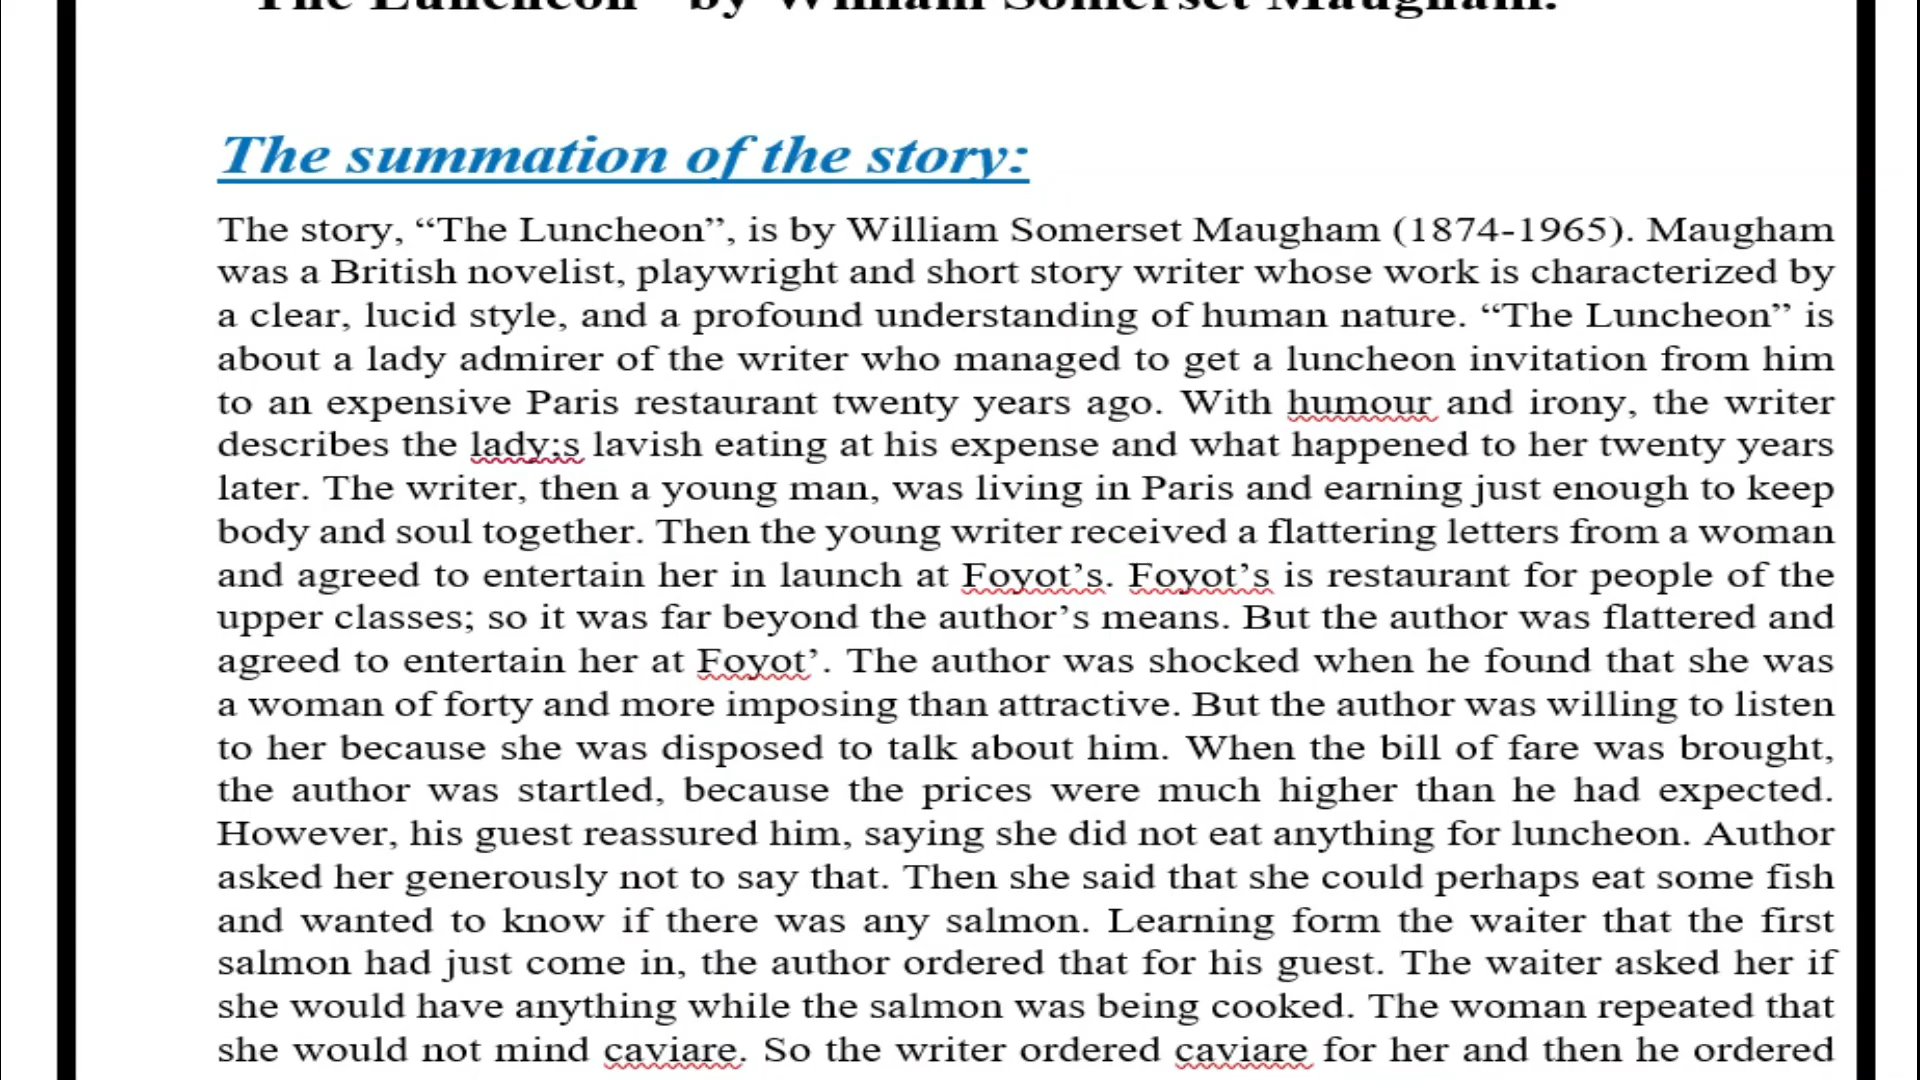 "The Luncheon" by William Somerset Maugham.
The summation of the story:
The story, “The Luncheon”, is by William Somerset Maugham (1874-1965). Maugham
was a British novelist, playwright and short story writer whose work is characterized by
a clear, lucid style, and a profound understanding of human nature. “The Luncheon” is
about a lady admirer of the writer who managed to get a luncheon invitation from him
to an expensive Paris restaurant twenty years ago. With humour and irony, the writer
describes the lady;s lavish eating at his expense and what happened to her twenty years
later. The writer, then a young man, was living in Paris and earning just enough to keep
body and soul together. Then the young writer received a flattering letters from a woman
and agreed to entertain her in launch at Foyot’s. Foyot’s is restaurant for people of the
upper classes; so it was far beyond the author’s means. But the author was flattered and
agreed to entertain her at Foyot’. The author was shocked when he found that she was
a woman of forty and more imposing than attractive. But the author was willing to listen
to her because she was disposed to talk about him. When the bill of fare was brought,
the author was startled, because the prices were much higher than he had expected.
However, his guest reassured him, saying she did not eat anything for luncheon. Author
asked her generously not to say that. Then she said that she could perhaps eat some fish
and wanted to know if there was any salmon. Learning form the waiter that the first
salmon had just come in, the author ordered that for his guest. The waiter asked her if
she would have anything while the salmon was being cooked. The woman repeated that
she would not mind caviare. So the writer ordered caviare for her and then he ordered